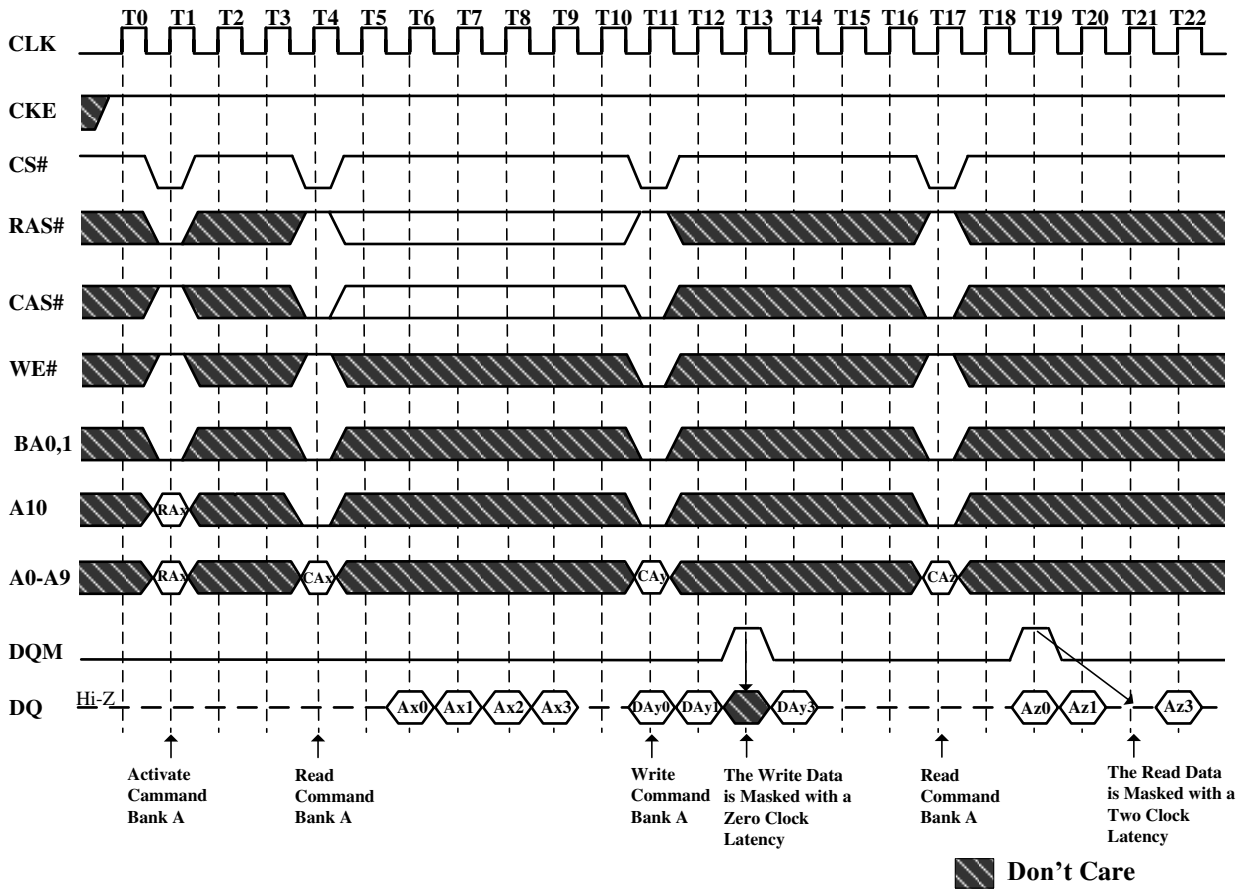 T0 T1 T2 T3 T4 T5 T6 T7 T8 T9 T10 T11 T12 T13 T14 T15 T16 T17 T18 T19 T20 T21 T22
CLK
CKE
CS#
RAS#
CAS#
WE#
BA0,1
A10 RAx
A0-A9 RAx CAx CAy CAz
DQM
DQ Hi-Z Ax0 Ax1 Ax2 Ax3 DAy0 DAy1 DAy3 Az0 Az1 Az3
Activate
Cammand
Bank A
Read
Command
Bank A
Write
Command
Bank A
The Write Data
is Masked with a
Zero Clock
Latency
Read
Command
Bank A
The Read Data
is Masked with a
Two Clock
Latency
Don't Care